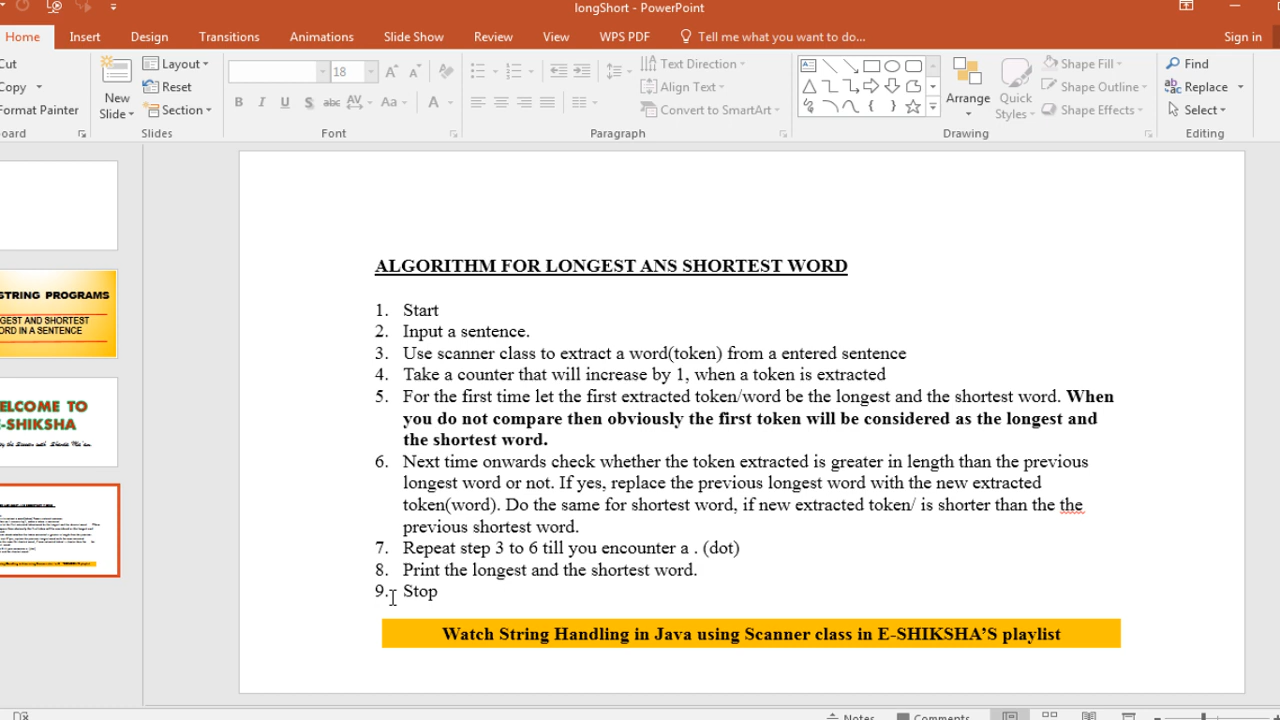 longShort - PowerPoint
Home Insert Design Transitions Animations Slide Show Review View WPS PDF Tell me what you want to do... Sign in
Cut
Copy
Format Painter
New Slide
Layout
Reset
Section
Slides
18
Font
Text Direction
Align Text
Convert to SmartArt
Paragraph
Arrange
Quick Styles
Shape Fill
Shape Outline
Shape Effects
Drawing
Find
Replace
Select
Editing
STRING PROGRAMS
GEST AND SHORTEST
ORD IN A SENTENCE
ELCOME TO
E-SHIKSHA
ALGORITHM FOR LONGEST ANS SHORTEST WORD
1. Start
2. Input a sentence.
3. Use scanner class to extract a word(token) from a entered sentence
4. Take a counter that will increase by 1, when a token is extracted
5. For the first time let the first extracted token/word be the longest and the shortest word. When
you do not compare then obviously the first token will be considered as the longest and
the shortest word.
6. Next time onwards check whether the token extracted is greater in length than the previous
longest word or not. If yes, replace the previous longest word with the new extracted
token(word). Do the same for shortest word, if new extracted token/ is shorter than the the
previous shortest word.
7. Repeat step 3 to 6 till you encounter a . (dot)
8. Print the longest and the shortest word.
9. Stop
Watch String Handling in Java using Scanner class in E-SHIKSHA'S playlist
Notes Comments